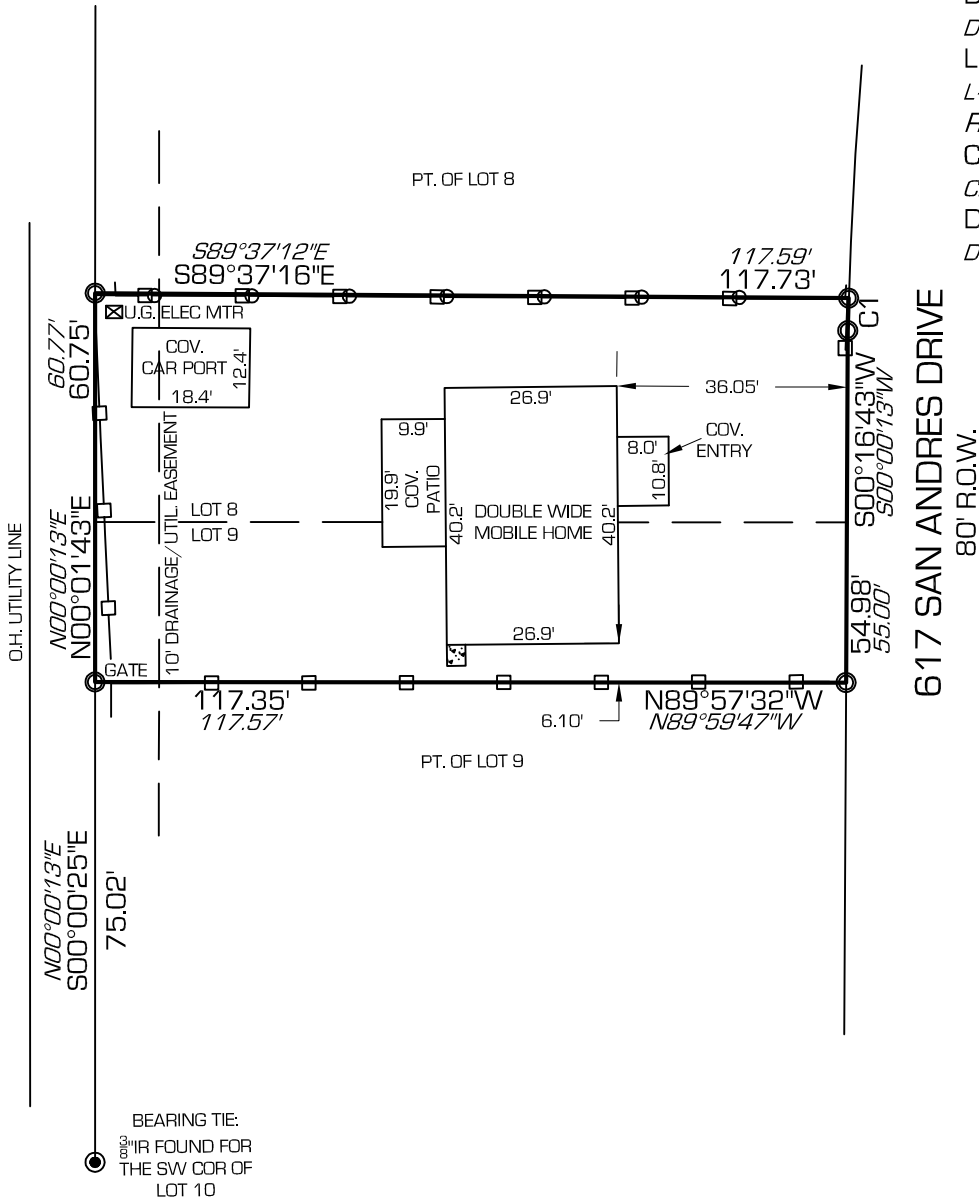 PT. OF LOT 8
S89°37'12"E
S89°37'16"E
117.59'
117.73'
U.G. ELEC MTR
C1
COV.
CAR PORT
12.4'
18.4'
60.77'
60.75'
26.9'
36.05'
9.9'
19.9'
COV.
PATIO
8.0'
10.8'
COV.
ENTRY
S00°16'43"W
S00°00'13"W
LOT 8
LOT 9
40.2'
DOUBLE WIDE
MOBILE HOME
40.2'
10' DRAINAGE/UTIL. EASEMENT
N00°00'13"E
N00°01'43"E
O.H. UTILITY LINE
26.9'
54.98'
55.00'
617 SAN ANDRES DRIVE
80' R.O.W.
GATE
117.35'
117.57'
6.10'
N89°57'32"W
N89°59'47"W
PT. OF LOT 9
N00°00'13"E
S00°00'25"E
75.02'
BEARING TIE:
"IR FOUND FOR
THE SW COR OF
LOT 10
L
C
D